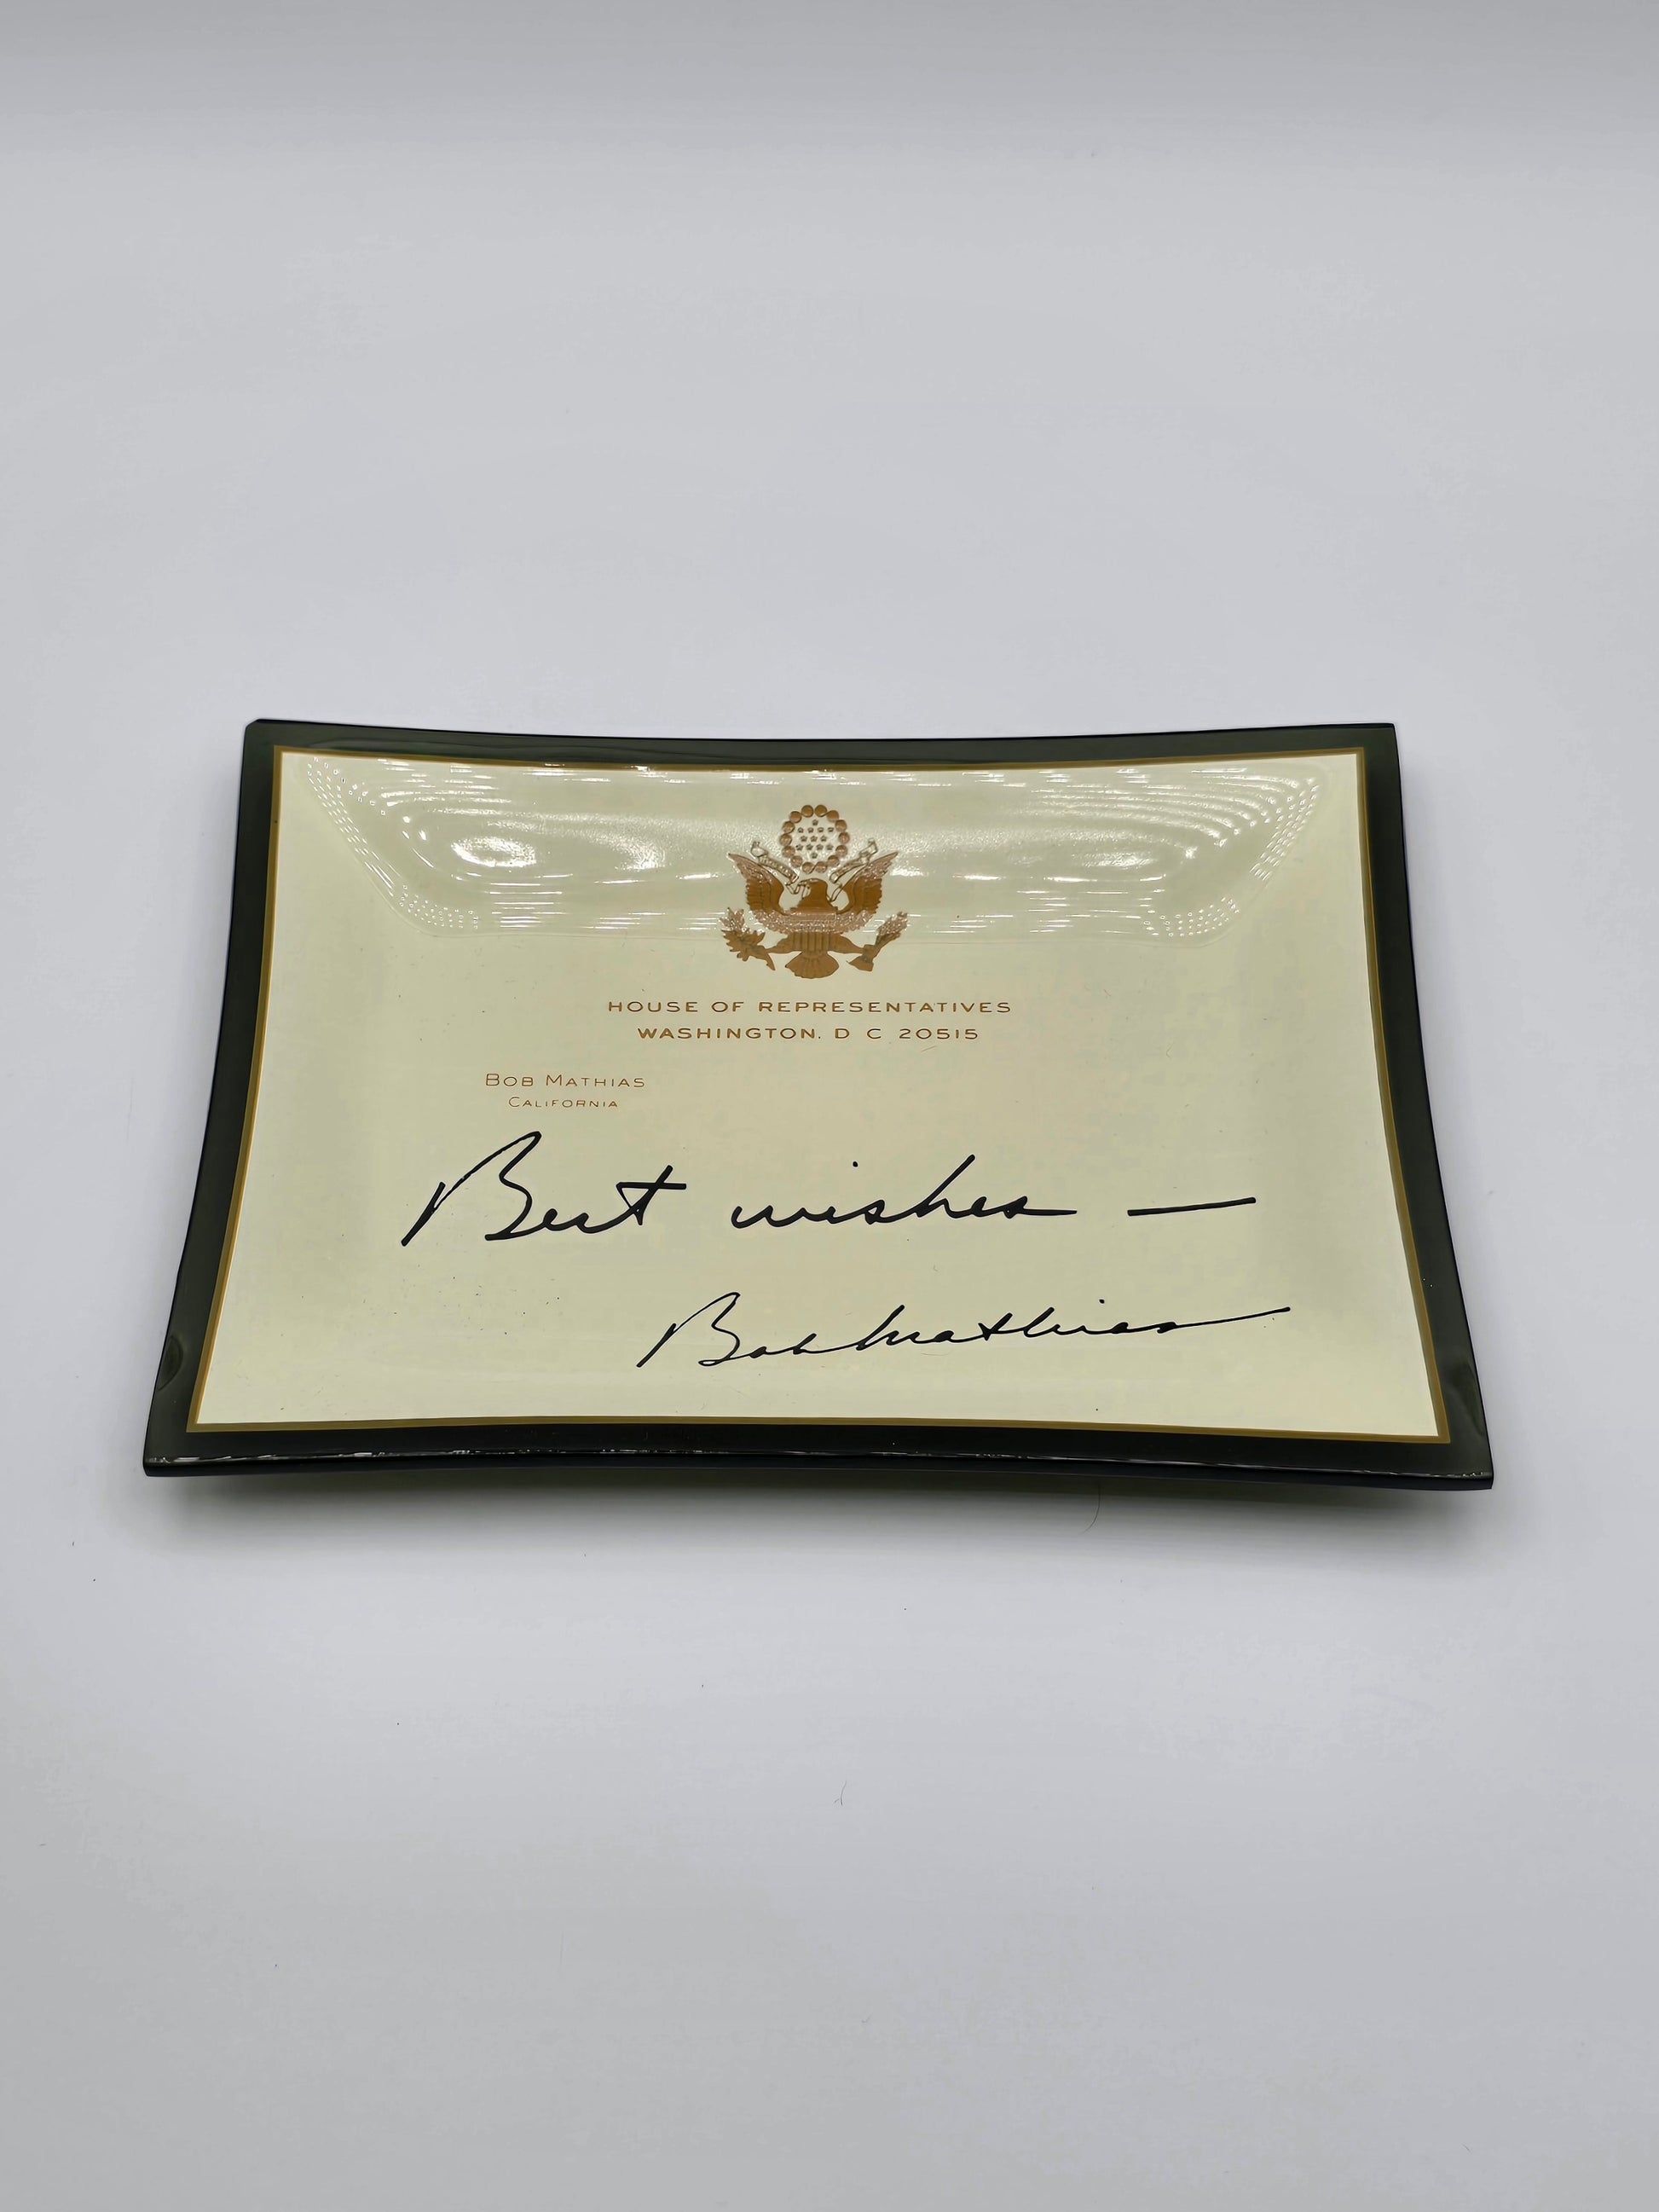 HOUSE OF REPRESENTATIVES
WASHINGTON, D C 20515
BOB MATHIAS
CALIFORNIA
Best wishes —
Bob Mathias